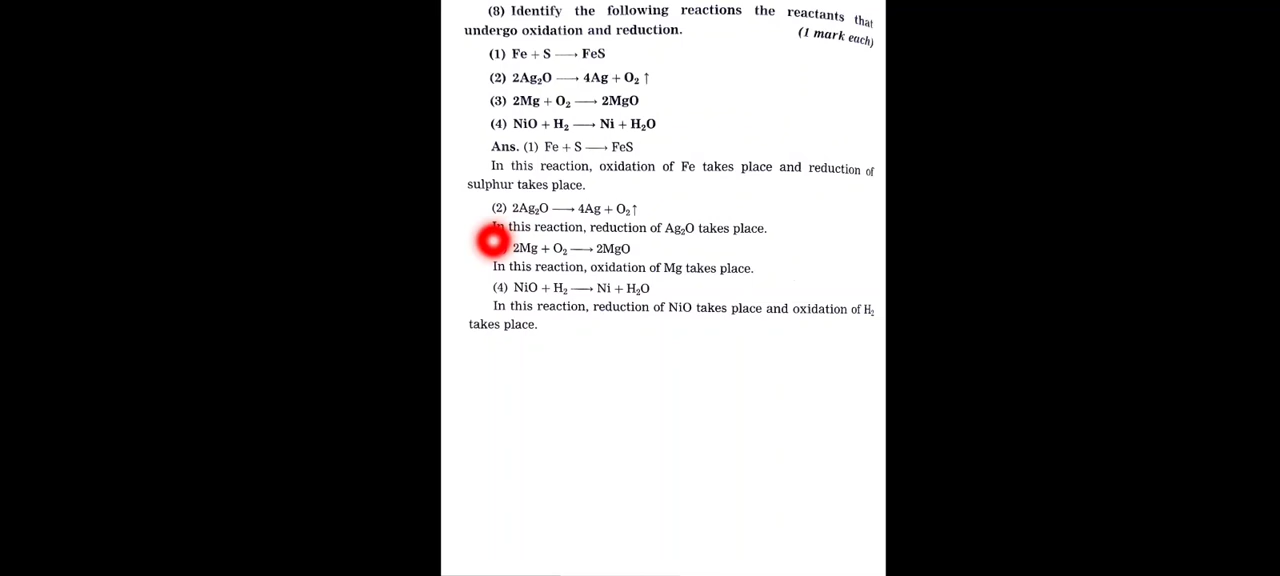 (8) Identify the following reactions the reactants that
undergo oxidation and reduction. (1 mark each)
(1) Fe + S ⟶ FeS
(2) 2Ag₂O ⟶ 4Ag + O₂ ↑
(3) 2Mg + O₂ ⟶ 2MgO
(4) NiO + H₂ ⟶ Ni + H₂O
Ans. (1) Fe + S ⟶ FeS
In this reaction, oxidation of Fe takes place and reduction of
sulphur takes place.
(2) 2Ag₂O ⟶ 4Ag + O₂↑
In this reaction, reduction of Ag₂O takes place.
2Mg + O₂ ⟶ 2MgO
In this reaction, oxidation of Mg takes place.
(4) NiO + H₂ ⟶ Ni + H₂O
In this reaction, reduction of NiO takes place and oxidation of H₂
takes place.